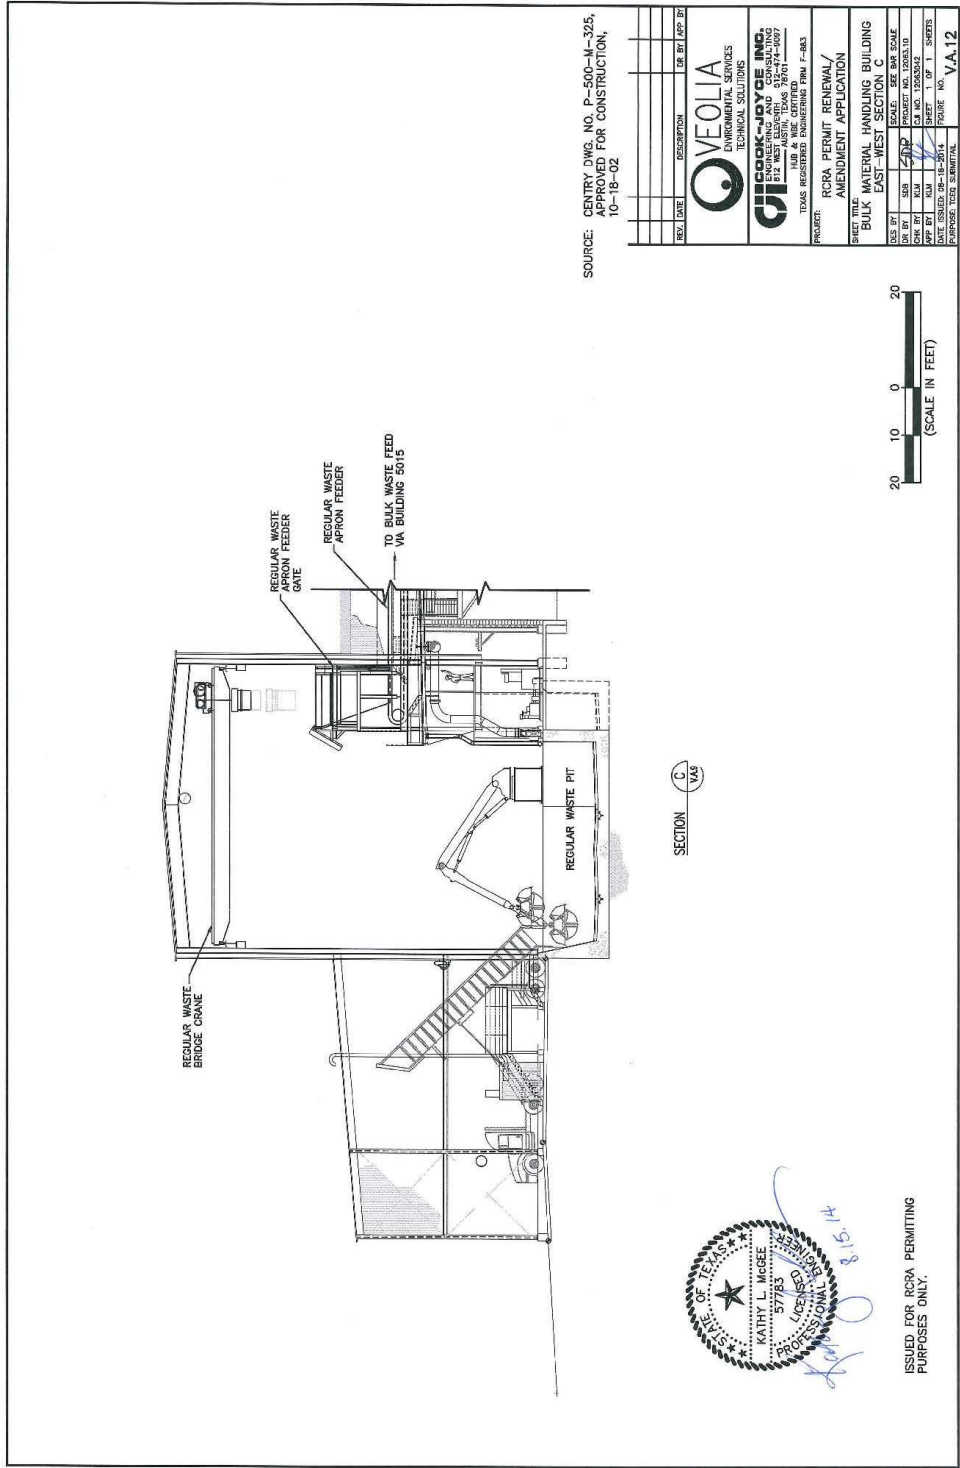 REGULAR WASTE
BRIDGE CRANE
REGULAR WASTE
APRON FEEDER
GATE
REGULAR WASTE
APRON FEEDER
TO BULK WASTE FEED
VIA BUILDING 5015
REGULAR WASTE PIT
SECTION
C
V.A.9
SOURCE: CENTRY DWG. NO. P-500-M-325,
APPROVED FOR CONSTRUCTION,
10-18-02
STATE OF TEXAS
KATHY L. McGEE
57783
LICENSED
PROFESSIONAL ENGINEER
8.15.14
ISSUED FOR RCRA PERMITTING
PURPOSES ONLY.
20 10 0 20
(SCALE IN FEET)
REV. DATE DESCRIPTION DR BY APP BY
VEOLIA
ENVIRONMENTAL SERVICES
TECHNICAL SOLUTIONS
COOK-JOYCE INC.
ENGINEERING AND CONSULTING
812 WEST ELEVENTH 512-474-9097
AUSTIN, TEXAS 78701
HUB & WBE CERTIFIED
TEXAS REGISTERED ENGINEERING FIRM F-883
PROJECT:
RCRA PERMIT RENEWAL/
AMENDMENT APPLICATION
SHEET TITLE:
BULK MATERIAL HANDLING BUILDING
EAST-WEST SECTION C
DES BY SCALE: SEE BAR SCALE
DR BY SDB PROJECT NO. 12063.10
CHK BY KLM CJI NO. 12063042
APP BY KLM SHEET 1 OF 1 SHEETS
DATE ISSUED: 08-15-2014 FIGURE NO.
PURPOSE: TCEQ SUBMITTAL V.A.12